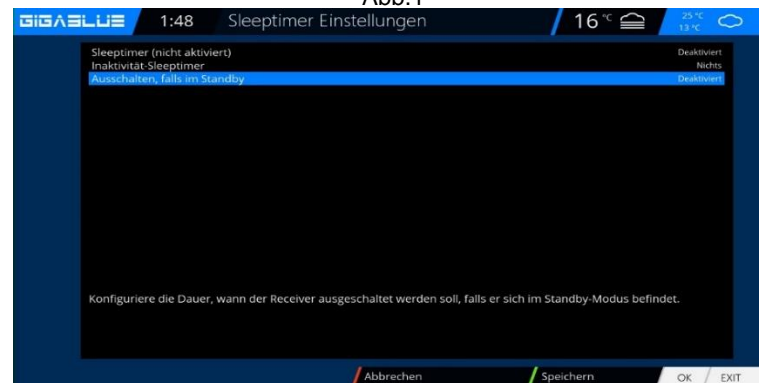 Abb.1
GIGABLUE 1:48 Sleeptimer Einstellungen 16 °C 25 °C
13 °C
Sleeptimer (nicht aktiviert) Deaktiviert
Inaktivität-Sleeptimer Nichts
Ausschalten, falls im Standby Deaktiviert
Konfiguriere die Dauer, wann der Receiver ausgeschaltet werden soll, falls er sich im Standby-Modus befindet.
Abbrechen Speichern OK / EXIT